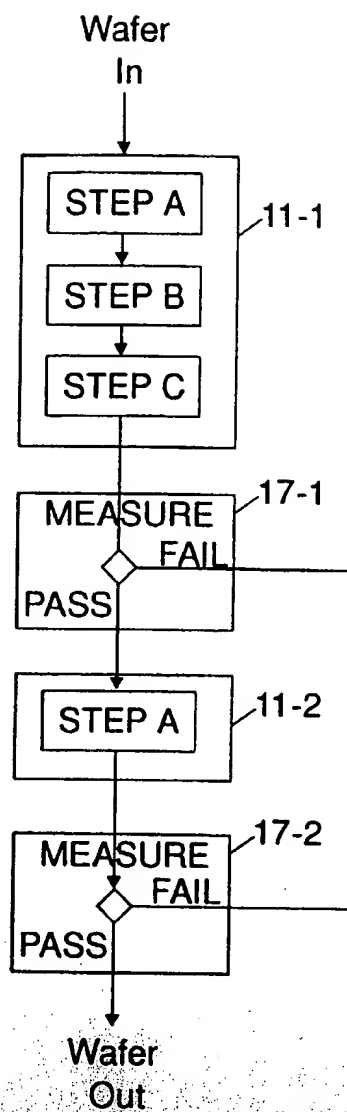 Wafer
In
STEP A
11-1
STEP B
STEP C
17-1
MEASURE
FAIL
PASS
STEP A
11-2
17-2
MEASURE
FAIL
PASS
Wafer
Out